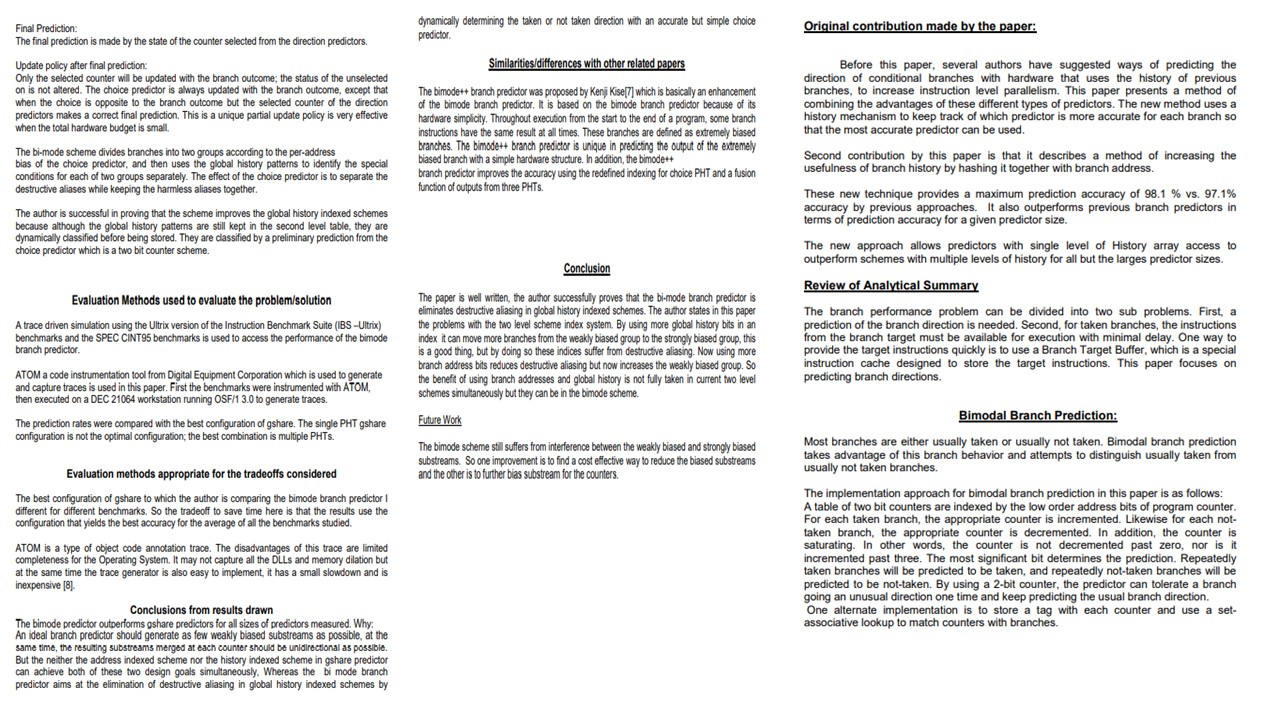 Final Prediction:
The final prediction is made by the state of the counter selected from the direction predictors.
Update policy after final prediction:
Only the selected counter will be updated with the branch outcome; the status of the unselected
on is not altered. The choice predictor is always updated with the branch outcome, except that
when the choice is opposite to the branch outcome but the selected counter of the direction
predictors makes a correct final prediction. This is a unique partial update policy is very effective
when the total hardware budget is small.
The bi-mode scheme divides branches into two groups according to the per-address
bias of the choice predictor, and then uses the global history patterns to identify the special
conditions for each of two groups separately. The effect of the choice predictor is to separate the
destructive aliases while keeping the harmless aliases together.
The author is successful in proving that the scheme improves the global history indexed schemes
because although the global history patterns are still kept in the second level table, they are
dynamically classified before being stored. They are classified by a preliminary prediction from the
choice predictor which is a two bit counter scheme.
Evaluation Methods used to evaluate the problem/solution
A trace driven simulation using the Ultrix version of the Instruction Benchmark Suite (IBS –Ultrix)
benchmarks and the SPEC CINT95 benchmarks is used to access the performance of the bimode
branch predictor.
ATOM a code instrumentation tool from Digital Equipment Corporation which is used to generate
and capture traces is used in this paper. First the benchmarks were instrumented with ATOM,
then executed on a DEC 21064 workstation running OSF/1 3.0 to generate traces.
The prediction rates were compared with the best configuration of gshare. The single PHT gshare
configuration is not the optimal configuration; the best combination is multiple PHTs.
Evaluation methods appropriate for the tradeoffs considered
The best configuration of gshare to which the author is comparing the bimode branch predictor I
different for different benchmarks. So the tradeoff to save time here is that the results use the
configuration that yields the best accuracy for the average of all the benchmarks studied.
ATOM is a type of object code annotation trace. The disadvantages of this trace are limited
completeness for the Operating System. It may not capture all the DLLs and memory dilation but
at the same time the trace generator is also easy to implement, it has a small slowdown and is
inexpensive [8].
Conclusions from results drawn
The bimode predictor outperforms gshare predictors for all sizes of predictors measured. Why:
An ideal branch predictor should generate as few weakly biased substreams as possible, at the
same time, the resulting substreams merged at each counter should be unidirectional as possible.
But the neither the address indexed scheme nor the history indexed scheme in gshare predictor
can achieve both of these two design goals simultaneously, Whereas the bi mode branch
predictor aims at the elimination of destructive aliasing in global history indexed schemes by
dynamically determining the taken or not taken direction with an accurate but simple choice
predictor.
Similarities/differences with other related papers
The bimode++ branch predictor was proposed by Kenji Kise[7] which is basically an enhancement
of the bimode branch predictor. It is based on the bimode branch predictor because of its
hardware simplicity. Throughout execution from the start to the end of a program, some branch
instructions have the same result at all times. These branches are defined as extremely biased
branches. The bimode++ branch predictor is unique in predicting the output of the extremely
biased branch with a simple hardware structure. In addition, the bimode++
branch predictor improves the accuracy using the redefined indexing for choice PHT and a fusion
function of outputs from three PHTs.
Conclusion
The paper is well written, the author successfully proves that the bi-mode branch predictor is
eliminates destructive aliasing in global history indexed schemes. The author states in this paper
the problems with the two level scheme index system. By using more global history bits in an
index it can move more branches from the weakly biased group to the strongly biased group, this
is a good thing, but by doing so these indices suffer from destructive aliasing. Now using more
branch address bits reduces destructive aliasing but now increases the weakly biased group. So
the benefit of using branch addresses and global history is not fully taken in current two level
schemes simultaneously but they can be in the bimode scheme.
Future Work
The bimode scheme still suffers from interference between the weakly biased and strongly biased
substreams. So one improvement is to find a cost effective way to reduce the biased substreams
and the other is to further bias substream for the counters.
Original contribution made by the paper:
Before this paper, several authors have suggested ways of predicting the
direction of conditional branches with hardware that uses the history of previous
branches, to increase instruction level parallelism. This paper presents a method of
combining the advantages of these different types of predictors. The new method uses a
history mechanism to keep track of which predictor is more accurate for each branch so
that the most accurate predictor can be used.
Second contribution by this paper is that it describes a method of increasing the
usefulness of branch history by hashing it together with branch address.
These new technique provides a maximum prediction accuracy of 98.1 % vs. 97.1%
accuracy by previous approaches. It also outperforms previous branch predictors in
terms of prediction accuracy for a given predictor size.
The new approach allows predictors with single level of History array access to
outperform schemes with multiple levels of history for all but the larges predictor sizes.
Review of Analytical Summary
The branch performance problem can be divided into two sub problems. First, a
prediction of the branch direction is needed. Second, for taken branches, the instructions
from the branch target must be available for execution with minimal delay. One way to
provide the target instructions quickly is to use a Branch Target Buffer, which is a special
instruction cache designed to store the target instructions. This paper focuses on
predicting branch directions.
Bimodal Branch Prediction:
Most branches are either usually taken or usually not taken. Bimodal branch prediction
takes advantage of this branch behavior and attempts to distinguish usually taken from
usually not taken branches.
The implementation approach for bimodal branch prediction in this paper is as follows:
A table of two bit counters are indexed by the low order address bits of program counter.
For each taken branch, the appropriate counter is incremented. Likewise for each not-
taken branch, the appropriate counter is decremented. In addition, the counter is
saturating. In other words, the counter is not decremented past zero, nor is it
incremented past three. The most significant bit determines the prediction. Repeatedly
taken branches will be predicted to be taken, and repeatedly not-taken branches will be
predicted to be not-taken. By using a 2-bit counter, the predictor can tolerate a branch
going an unusual direction one time and keep predicting the usual branch direction.
One alternate implementation is to store a tag with each counter and use a set-
associative lookup to match counters with branches.